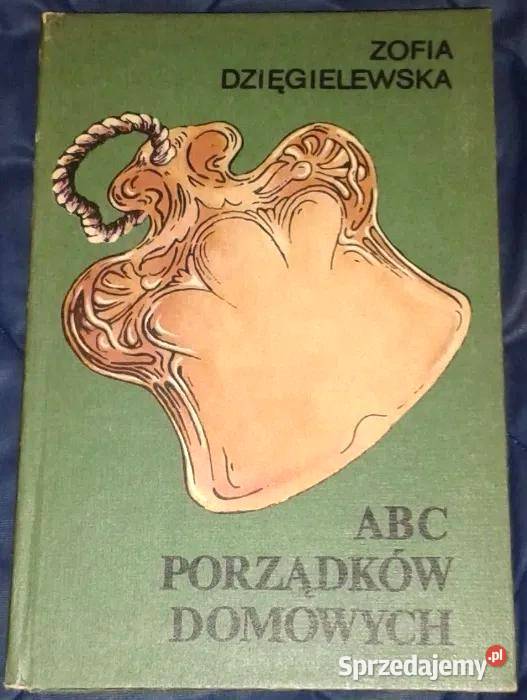 ZOFIA
DZIĘGIELEWSKA
ABC
PORZĄDKÓW
DOMOWYCH
Sprzedajemy.pl